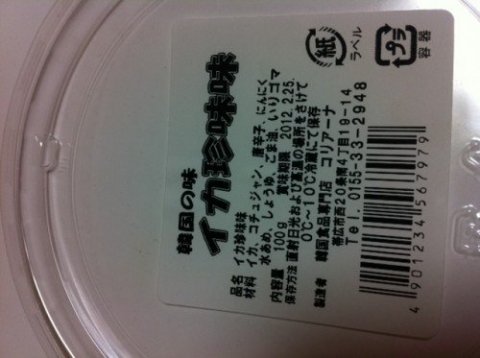 韓国の味
イカ珍味味
品名 イカ珍味味
材料 イカ、コチュジャン、唐辛子、にんにく
水あめ、しょうゆ、ごま油、いりゴマ
内容量 100g 賞味期限 2012.2.25.
保存方法 直射日光および高温の場所をさけて
0℃～10℃冷蔵にて保存
製造者 韓国食品専門店 コリアーナ
帯広市西20条南4丁目19-14
Tel. 0155-33-2948
4901234567979
紙
ラベル
プラ
容器